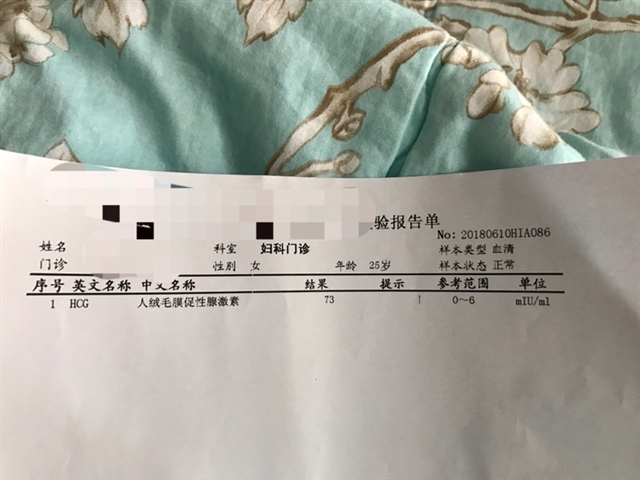 验报告单
No: 20180610HIA086
姓名 科室 妇科门诊 样本类型 血清
门诊 性别 女 年龄 25岁 样本状态 正常
序号 英文名称 中文名称 结果 提示 参考范围 单位
1 HCG 人绒毛膜促性腺激素 73 ↑ 0~6 mIU/ml